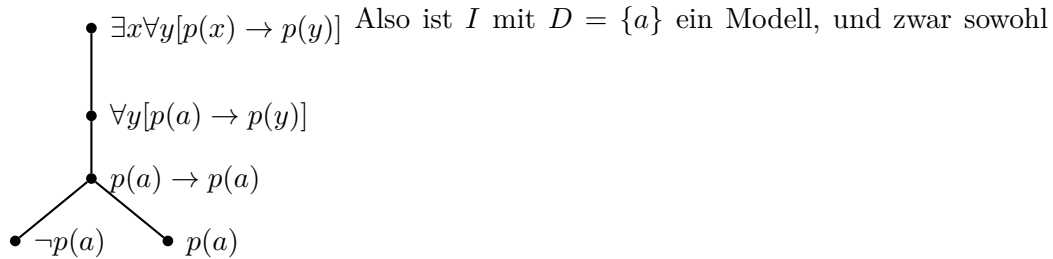 ∃x∀y[p(x) → p(y)] Also ist I mit D = {a} ein Modell, und zwar sowohl
∀y[p(a) → p(y)]
p(a) → p(a)
¬p(a) p(a)